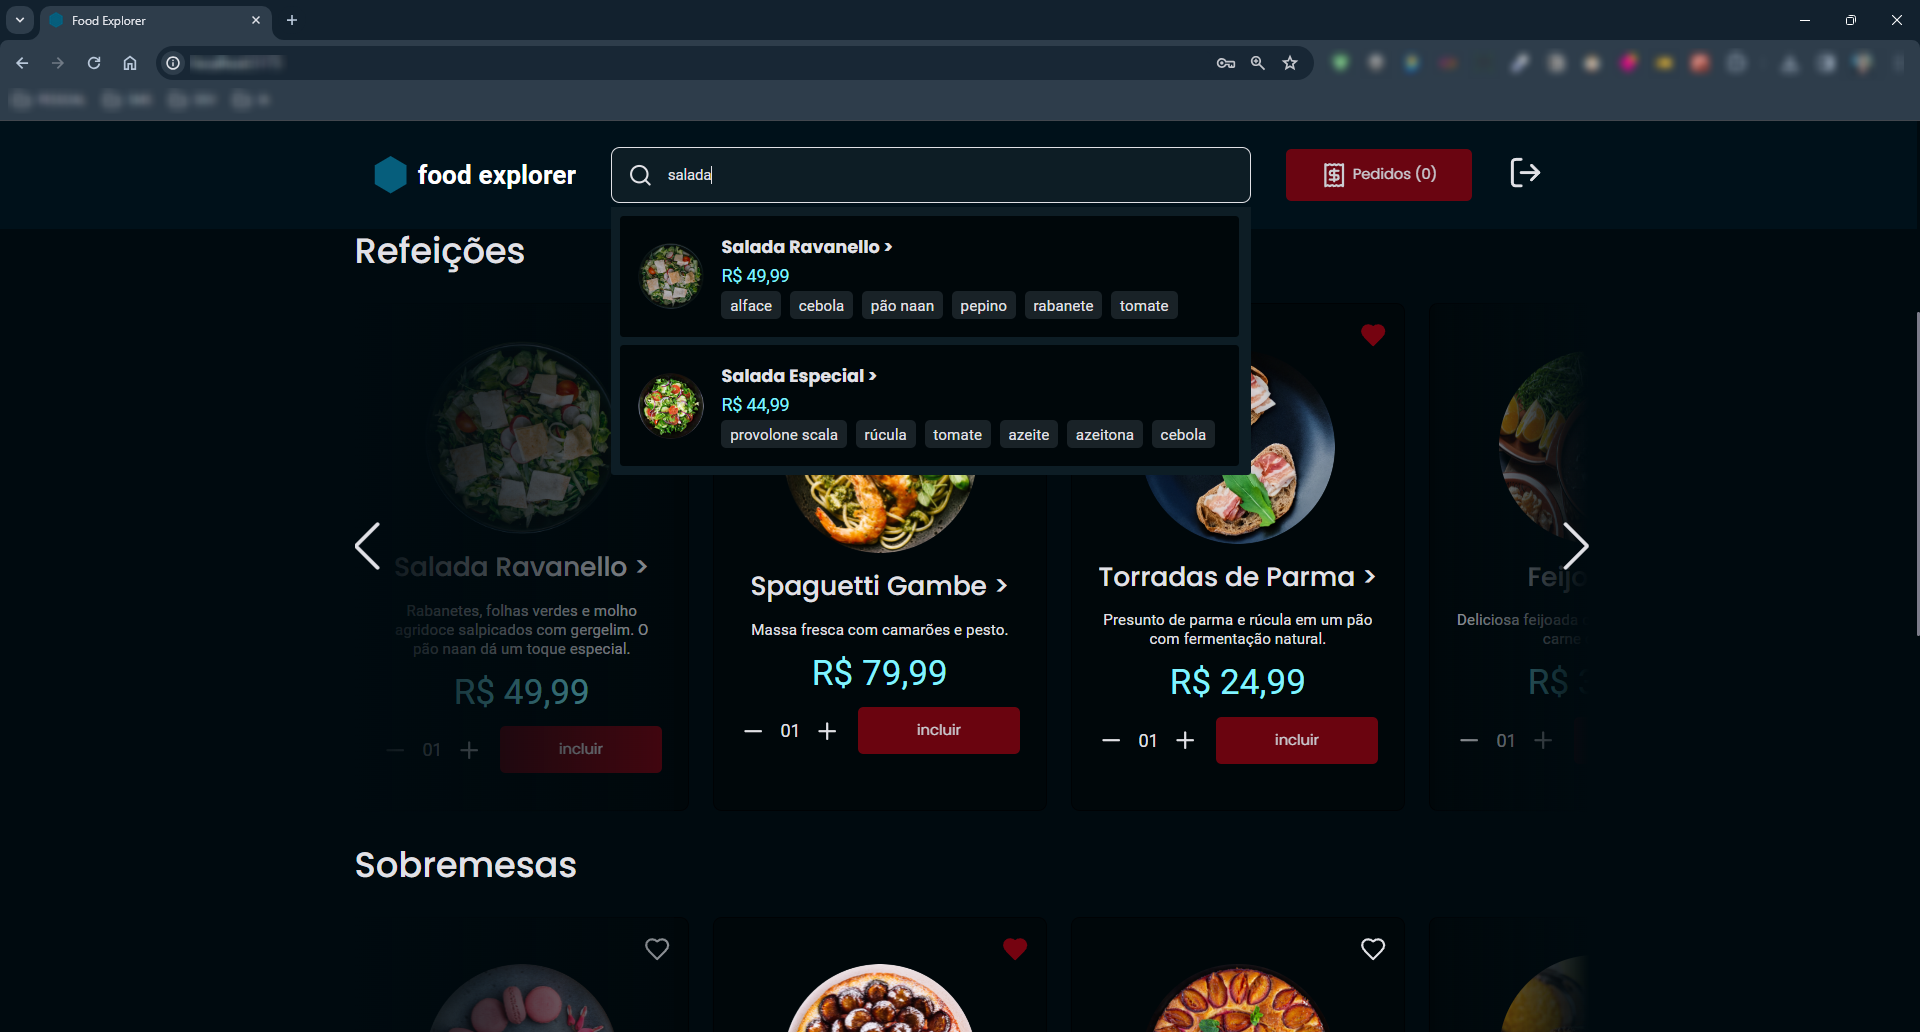 Food Explorer
food explorer
salada
Pedidos (0)
Refeições
Salada Ravanello >
R$ 49,99
alface cebola pão naan pepino rabanete tomate
Salada Especial >
R$ 44,99
provolone scala rúcula tomate azeite azeitona cebola
Salada Ravanello >
Rabanetes, folhas verdes e molho
agridoce salpicados com gergelim. O
pão naan dá um toque especial.
R$ 49,99
01
incluir
Spaguetti Gambe >
Massa fresca com camarões e pesto.
R$ 79,99
01
incluir
Torradas de Parma >
Presunto de parma e rúcula em um pão
com fermentação natural.
R$ 24,99
01
incluir
Feijo
Deliciosa feijoada
carne
R$ 3
01
Sobremesas